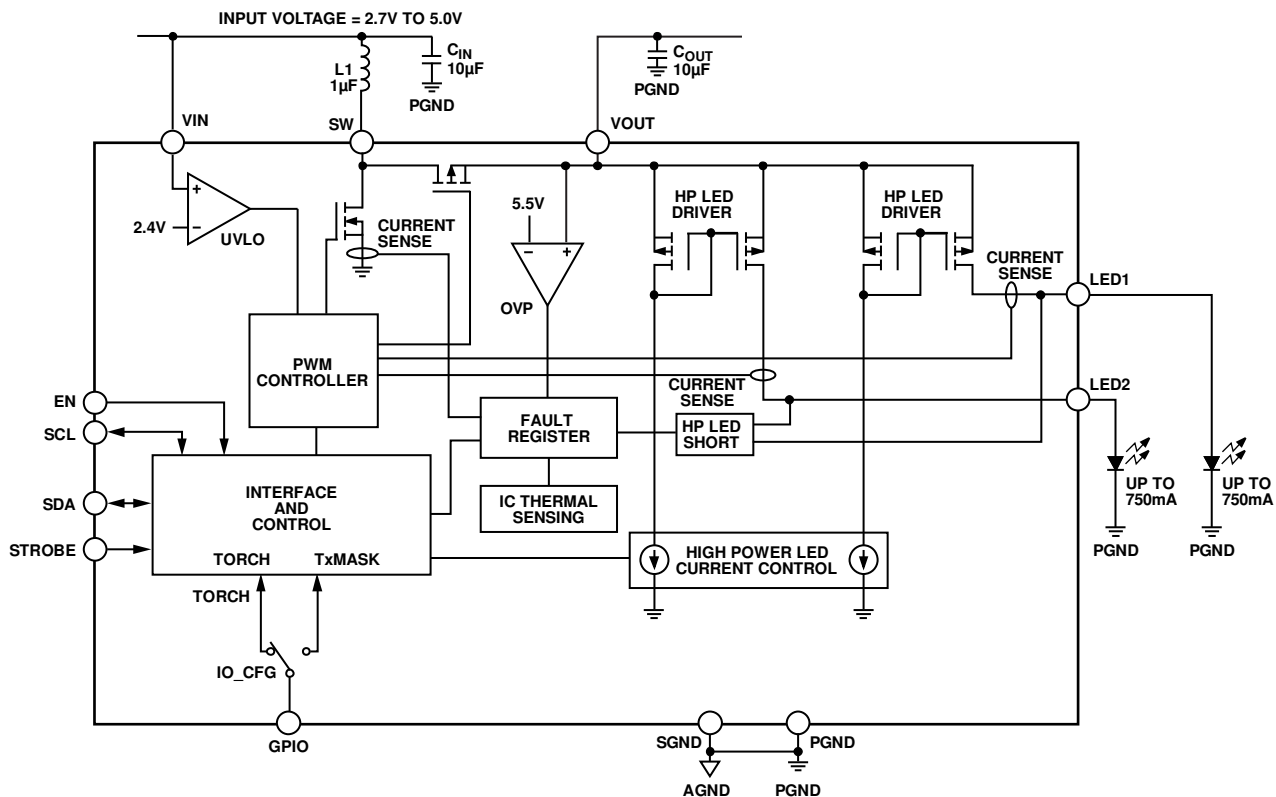 INPUT VOLTAGE = 2.7V TO 5.0V
L1
1µF
CIN
10µF
PGND
COUT
10µF
PGND
VIN
SW
VOUT
2.4V
UVLO
CURRENT
SENSE
5.5V
OVP
HP LED
DRIVER
HP LED
DRIVER
CURRENT
SENSE
LED1
PWM
CONTROLLER
CURRENT
SENSE
LED2
EN
SCL
SDA
STROBE
FAULT
REGISTER
HP LED
SHORT
IC THERMAL
SENSING
INTERFACE
AND
CONTROL
TORCH
TxMASK
HIGH POWER LED
CURRENT CONTROL
UP TO
750mA
UP TO
750mA
PGND
PGND
TORCH
IO_CFG
GPIO
SGND
PGND
AGND
PGND